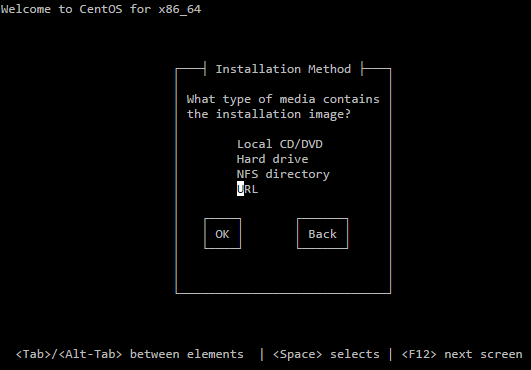 Welcome to CentOS for x86_64
Installation Method
What type of media contains
the installation image?
Local CD/DVD
Hard drive
NFS directory
URL
OK Back
<Tab>/<Alt-Tab> between elements | <Space> selects | <F12> next screen